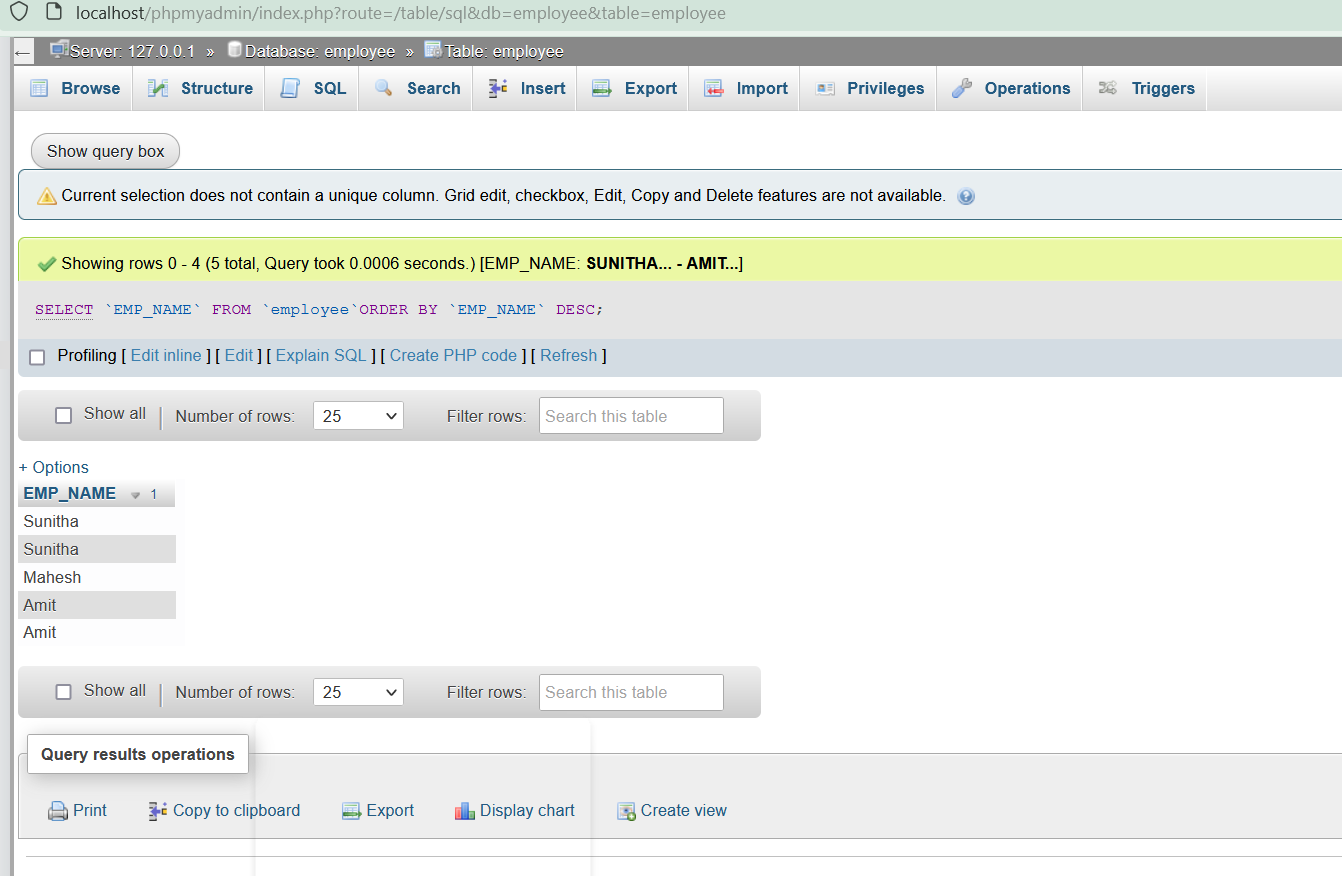 localhost/phpmyadmin/index.php?route=/table/sql&db=employee&table=employee
← Server: 127.0.0.1 » Database: employee » Table: employee
Browse Structure SQL Search Insert Export Import Privileges Operations Triggers
Show query box
Current selection does not contain a unique column. Grid edit, checkbox, Edit, Copy and Delete features are not available.
Showing rows 0 - 4 (5 total, Query took 0.0006 seconds.) [EMP_NAME: SUNITHA... - AMIT...]
SELECT `EMP_NAME` FROM `employee`ORDER BY `EMP_NAME` DESC;
Profiling [ Edit inline ] [ Edit ] [ Explain SQL ] [ Create PHP code ] [ Refresh ]
Show all | Number of rows: 25 Filter rows: Search this table
+ Options
EMP_NAME 1
Sunitha
Sunitha
Mahesh
Amit
Amit
Show all | Number of rows: 25 Filter rows: Search this table
Query results operations
Print Copy to clipboard Export Display chart Create view